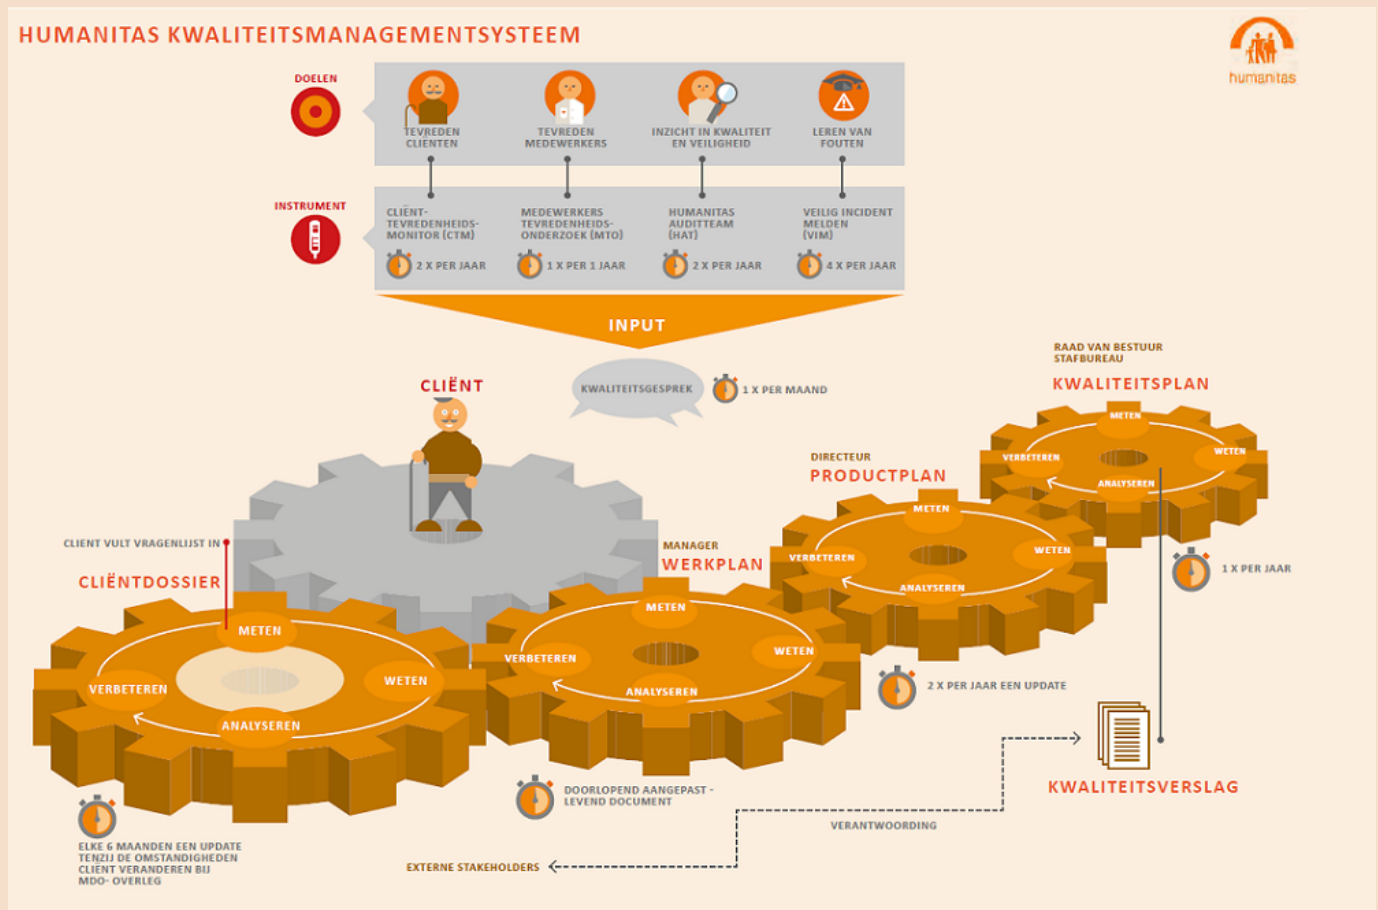 HUMANITAS KWALITEITSMANAGEMENTSYSTEEM
humanitas
DOELEN
TEVREDEN
CLIËNTEN
TEVREDEN
MEDEWERKERS
INZICHT IN KWALITEIT
EN VEILIGHEID
LEREN VAN
FOUTEN
INSTRUMENT
CLIËNT-
TEVREDENHEIDS-
MONITOR (CTM)
2 X PER JAAR
MEDEWERKERS
TEVREDENHEIDS-
ONDERZOEK (MTO)
1 X PER 1 JAAR
HUMANITAS
AUDITTEAM
(HAT)
2 X PER JAAR
VEILIG INCIDENT
MELDEN
(VIM)
4 X PER JAAR
INPUT
KWALITEITSGESPREK
1 X PER MAAND
CLIËNT
RAAD VAN BESTUUR
STAFBUREAU
KWALITEITSPLAN
METEN
WETEN
ANALYSEREN
VERBETEREN
1 X PER JAAR
DIRECTEUR
PRODUCTPLAN
METEN
WETEN
ANALYSEREN
VERBETEREN
2 X PER JAAR EEN UPDATE
MANAGER
WERKPLAN
METEN
WETEN
ANALYSEREN
VERBETEREN
DOORLOPEND AANGEPAST -
LEVEND DOCUMENT
CLIENT VULT VRAGENLIJST IN
CLIËNTDOSSIER
METEN
WETEN
ANALYSEREN
VERBETEREN
ELKE 6 MAANDEN EEN UPDATE
TENZIJ DE OMSTANDIGHEDEN
CLIËNT VERANDEREN BIJ
MDO- OVERLEG
KWALITEITSVERSLAG
VERANTWOORDING
EXTERNE STAKEHOLDERS